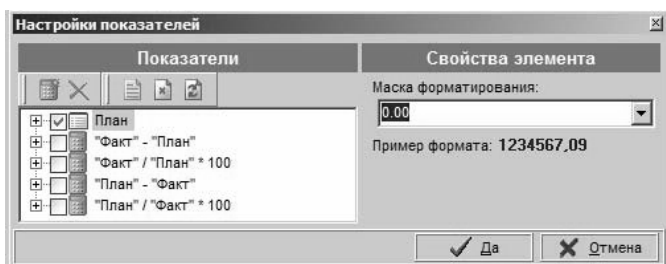 Настройки показателей
Показатели
Свойства элемента
Маска форматирования:
0.00
План
"Факт" - "План"
"Факт" / "План" * 100
"План" - "Факт"
"План" / "Факт" * 100
Пример формата: 1234567,09
Да
Отмена